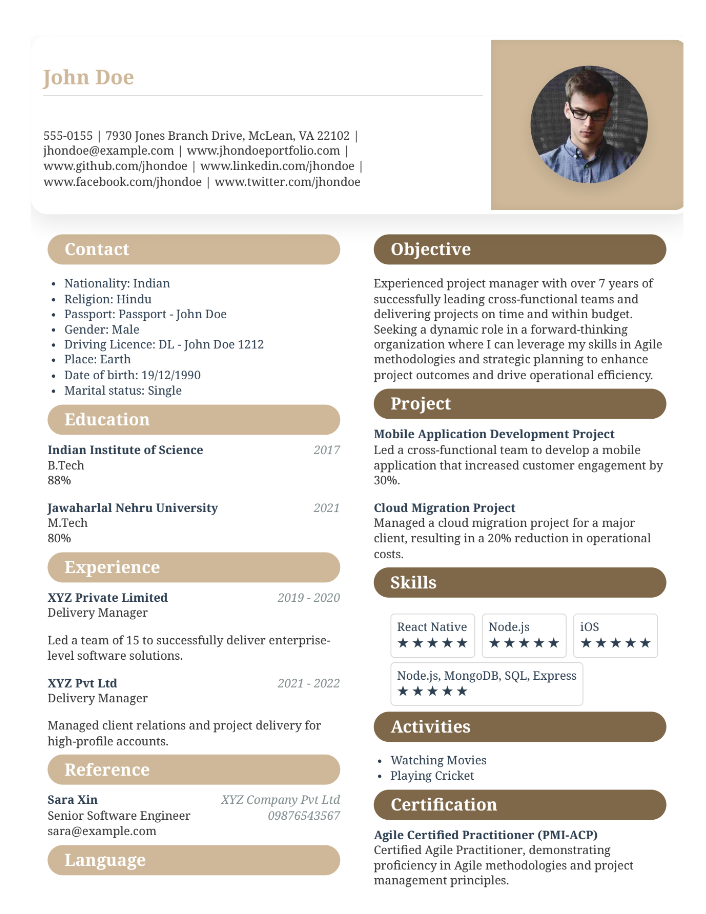 John Doe
555-0155 | 7930 Jones Branch Drive, McLean, VA 22102 |
jhondoe@example.com | www.jhondoeportfolio.com |
www.github.com/jhondoe | www.linkedin.com/jhondoe |
www.facebook.com/jhondoe | www.twitter.com/jhondoe
Contact
• Nationality: Indian
• Religion: Hindu
• Passport: Passport - John Doe
• Gender: Male
• Driving Licence: DL - John Doe 1212
• Place: Earth
• Date of birth: 19/12/1990
• Marital status: Single
Education
Indian Institute of Science 2017
B.Tech
88%
Jawaharlal Nehru University 2021
M.Tech
80%
Experience
XYZ Private Limited 2019 - 2020
Delivery Manager
Led a team of 15 to successfully deliver enterprise-
level software solutions.
XYZ Pvt Ltd 2021 - 2022
Delivery Manager
Managed client relations and project delivery for
high-profile accounts.
Reference
Sara Xin XYZ Company Pvt Ltd
Senior Software Engineer 09876543567
sara@example.com
Language
Objective
Experienced project manager with over 7 years of
successfully leading cross-functional teams and
delivering projects on time and within budget.
Seeking a dynamic role in a forward-thinking
organization where I can leverage my skills in Agile
methodologies and strategic planning to enhance
project outcomes and drive operational efficiency.
Project
Mobile Application Development Project
Led a cross-functional team to develop a mobile
application that increased customer engagement by
30%.
Cloud Migration Project
Managed a cloud migration project for a major
client, resulting in a 20% reduction in operational
costs.
Skills
React Native Node.js iOS
★★★★★ ★★★★★ ★★★★★
Node.js, MongoDB, SQL, Express
★★★★★
Activities
• Watching Movies
• Playing Cricket
Certification
Agile Certified Practitioner (PMI-ACP)
Certified Agile Practitioner, demonstrating
proficiency in Agile methodologies and project
management principles.